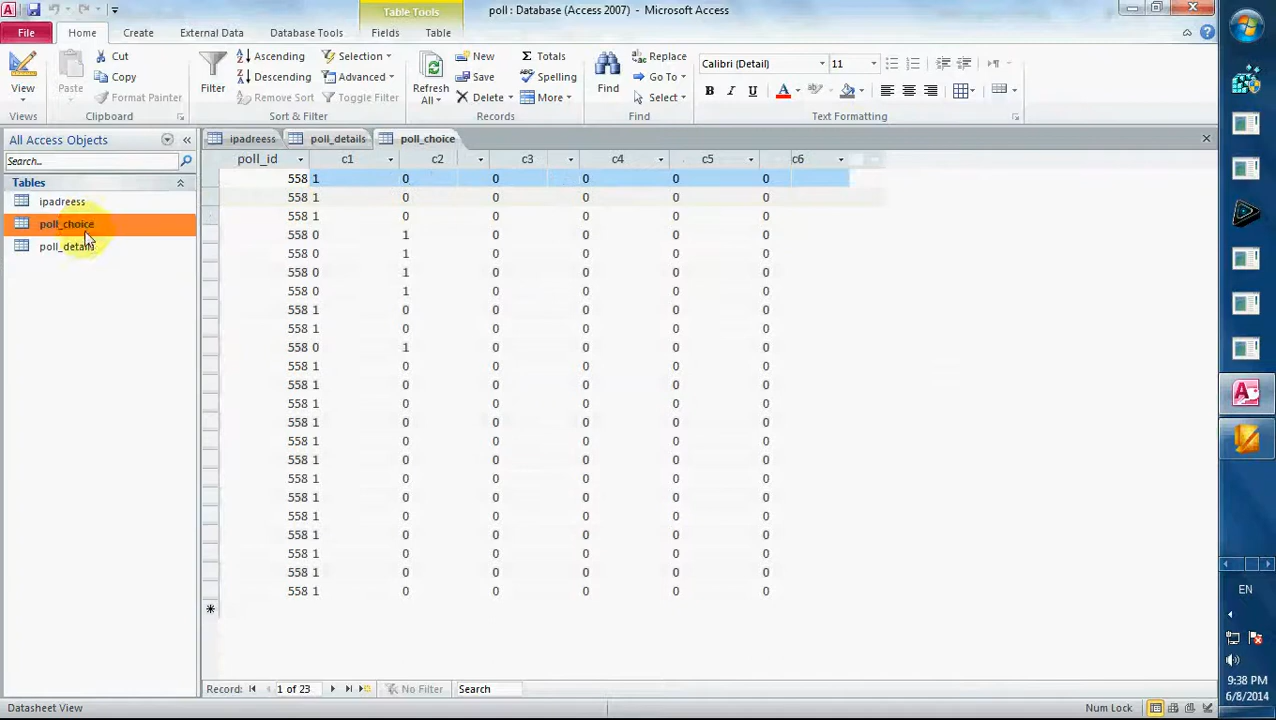 Table Tools
poll : Database (Access 2007) - Microsoft Access
File Home Create External Data Database Tools Fields Table
View
Views
Paste
Cut
Copy
Format Painter
Clipboard
Filter
Ascending
Descending
Remove Sort
Selection
Advanced
Toggle Filter
Sort & Filter
Refresh
All
New
Save
Delete
Totals
Spelling
More
Records
Find
Replace
Go To
Select
Find
Calibri (Detail) 11
B I U A
Text Formatting
All Access Objects
Search...
Tables
ipadreess
poll_choice
poll_details
ipadreess poll_details poll_choice
poll_id c1 c2 c3 c4 c5 c6
558 1 0 0 0 0 0
558 1 0 0 0 0 0
558 1 0 0 0 0 0
558 0 1 0 0 0 0
558 0 1 0 0 0 0
558 0 1 0 0 0 0
558 0 1 0 0 0 0
558 1 0 0 0 0 0
558 1 0 0 0 0 0
558 0 1 0 0 0 0
558 1 0 0 0 0 0
558 1 0 0 0 0 0
558 1 0 0 0 0 0
558 1 0 0 0 0 0
558 1 0 0 0 0 0
558 1 0 0 0 0 0
558 1 0 0 0 0 0
558 1 0 0 0 0 0
558 1 0 0 0 0 0
558 1 0 0 0 0 0
558 1 0 0 0 0 0
558 1 0 0 0 0 0
558 1 0 0 0 0 0
Record: 1 of 23 No Filter Search
Datasheet View
Num Lock
EN
9:38 PM
6/8/2014